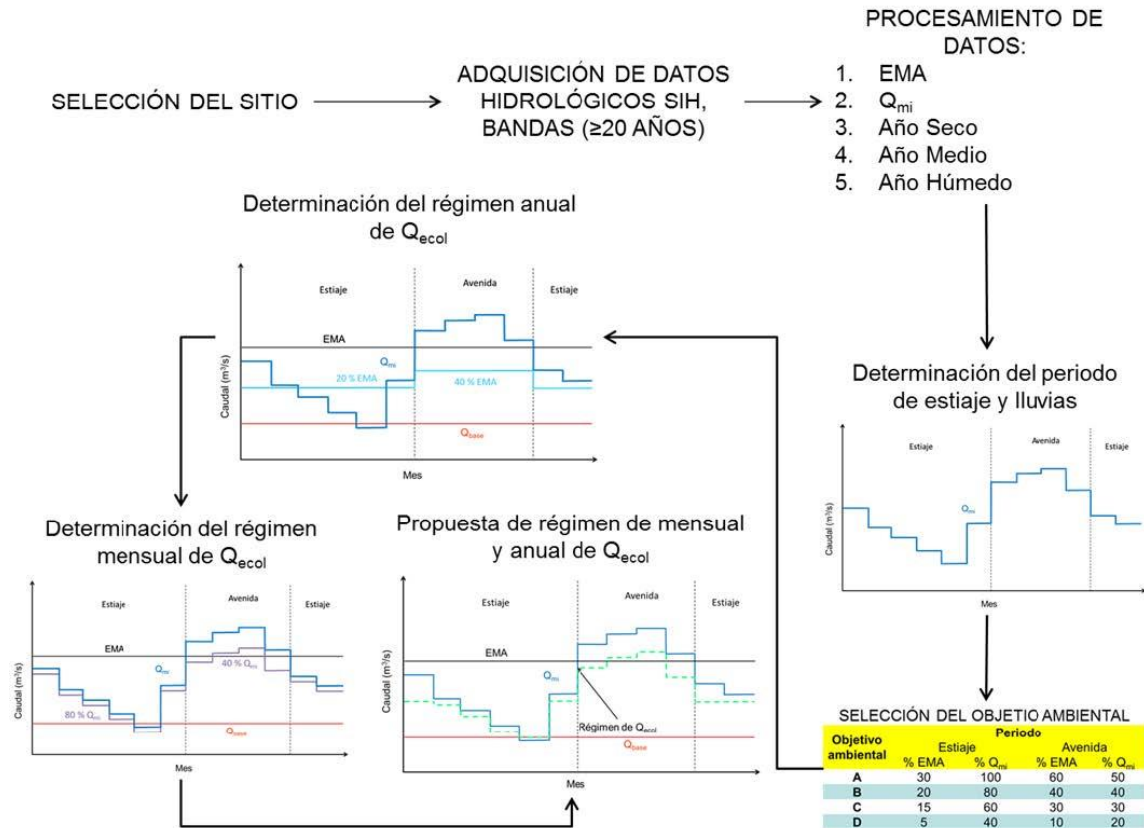 SELECCIÓN DEL SITIO
ADQUISICIÓN DE DATOS
HIDROLÓGICOS SIH,
BANDAS (≥20 AÑOS)
PROCESAMIENTO DE
DATOS:
1. EMA
2. Qmi
3. Año Seco
4. Año Medio
5. Año Húmedo
Determinación del periodo
de estiaje y lluvias
Estiaje
Avenida
Estiaje
Caudal (m³/s)
Qmi
Mes
SELECCIÓN DEL OBJETIO AMBIENTAL
Objetivo ambiental Periodo
Estiaje Avenida
% EMA % Qmi % EMA % Qmi
A 30 100 60 50
B 20 80 40 40
C 15 60 30 30
D 5 40 10 20
Determinación del régimen anual
de Qecol
Estiaje
Avenida
Estiaje
EMA
Qmi
20 % EMA
40 % EMA
Qbase
Caudal (m³/s)
Mes
Determinación del régimen
mensual de Qecol
Estiaje
Avenida
Estiaje
EMA
Qmi
40 % Qmi
80 % Qmi
Qbase
Caudal (m³/s)
Mes
Propuesta de régimen de mensual
y anual de Qecol
Estiaje
Avenida
Estiaje
EMA
Qmi
Régimen de Qecol
Qbase
Caudal (m³/s)
Mes